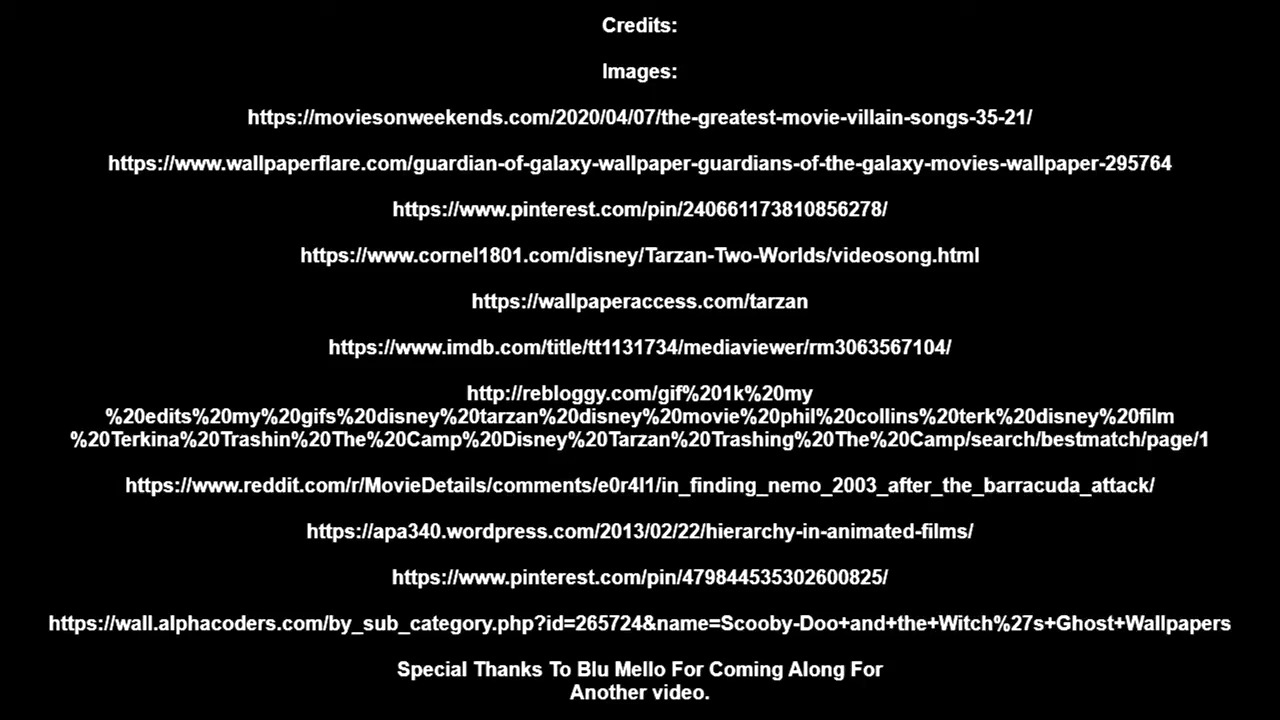 Credits:
Images:
https://moviesonweekends.com/2020/04/07/the-greatest-movie-villain-songs-35-21/
https://www.wallpaperflare.com/guardian-of-galaxy-wallpaper-guardians-of-the-galaxy-movies-wallpaper-295764
https://www.pinterest.com/pin/240661173810856278/
https://www.cornel1801.com/disney/Tarzan-Two-Worlds/videosong.html
https://wallpaperaccess.com/tarzan
https://www.imdb.com/title/tt1131734/mediaviewer/rm3063567104/
http://rebloggy.com/gif%201k%20my
%20edits%20my%20gifs%20disney%20tarzan%20disney%20movie%20phil%20collins%20terk%20disney%20film
%20Terkina%20Trashin%20The%20Camp%20Disney%20Tarzan%20Trashing%20The%20Camp/search/bestmatch/page/1
https://www.reddit.com/r/MovieDetails/comments/e0r4l1/in_finding_nemo_2003_after_the_barracuda_attack/
https://apa340.wordpress.com/2013/02/22/hierarchy-in-animated-films/
https://www.pinterest.com/pin/479844535302600825/
https://wall.alphacoders.com/by_sub_category.php?id=265724&name=Scooby-Doo+and+the+Witch%27s+Ghost+Wallpapers
Special Thanks To Blu Mello For Coming Along For
Another video.